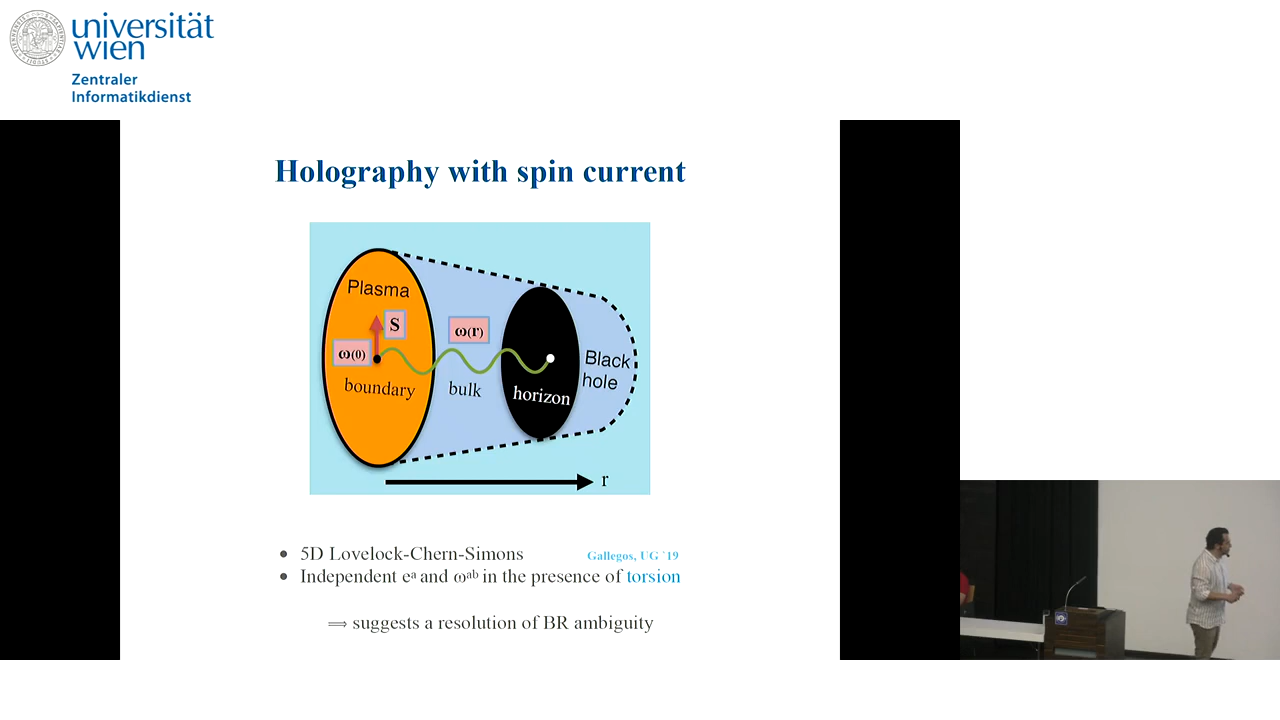 universität
wien
Zentraler
Informatikdienst
Holography with spin current
Plasma
S
ω(r)
ω(0)
Black
hole
boundary
bulk
horizon
r
• 5D Lovelock-Chern-Simons Gallegos, UG `19
• Independent eᵃ and ωᵃᵇ in the presence of torsion
⟹ suggests a resolution of BR ambiguity